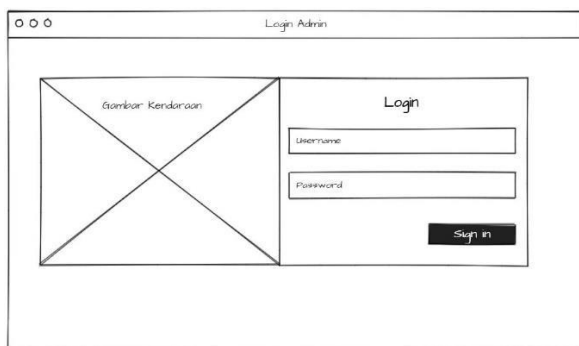 Login Admin
Gambar Kendaraan
Login
Username
Password
Sign in